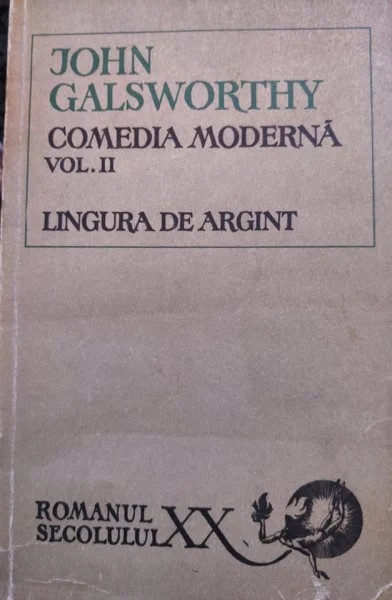 JOHN
GALSWORTHY
COMEDIA MODERNĂ
VOL. II
LINGURA DE ARGINT
ROMANUL
SECOLULUI XX